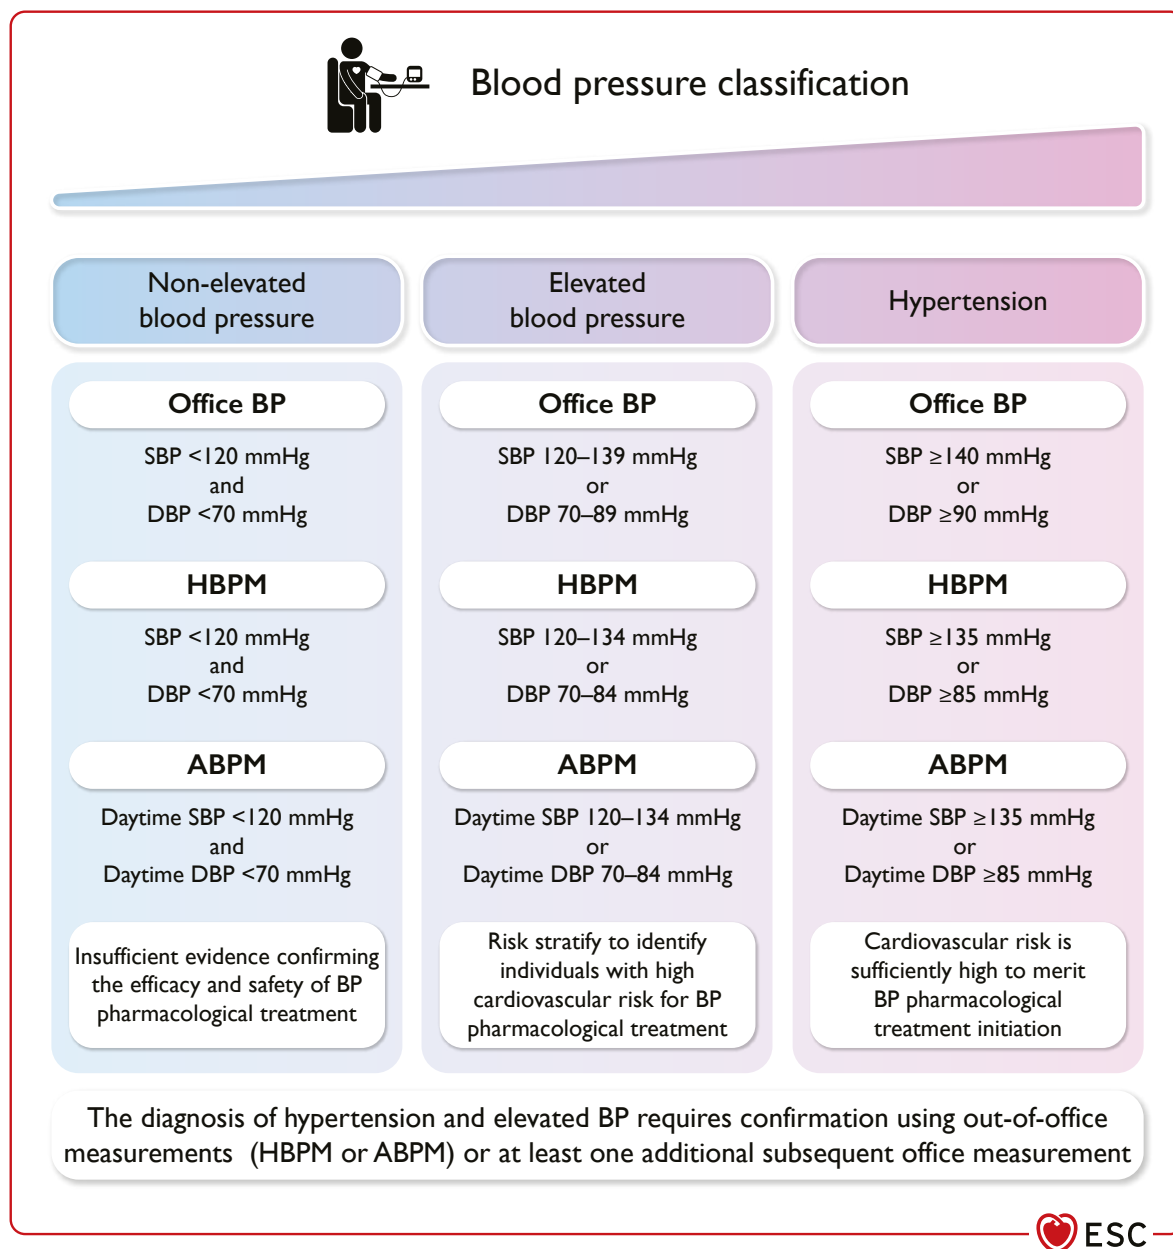 Blood pressure classification
Non-elevated
blood pressure
Elevated
blood pressure
Hypertension
Office BP
SBP <120 mmHg
and
DBP <70 mmHg
HBPM
SBP <120 mmHg
and
DBP <70 mmHg
ABPM
Daytime SBP <120 mmHg
and
Daytime DBP <70 mmHg
Insufficient evidence confirming
the efficacy and safety of BP
pharmacological treatment
Office BP
SBP 120–139 mmHg
or
DBP 70–89 mmHg
HBPM
SBP 120–134 mmHg
or
DBP 70–84 mmHg
ABPM
Daytime SBP 120–134 mmHg
or
Daytime DBP 70–84 mmHg
Risk stratify to identify
individuals with high
cardiovascular risk for BP
pharmacological treatment
Office BP
SBP ≥140 mmHg
or
DBP ≥90 mmHg
HBPM
SBP ≥135 mmHg
or
DBP ≥85 mmHg
ABPM
Daytime SBP ≥135 mmHg
or
Daytime DBP ≥85 mmHg
Cardiovascular risk is
sufficiently high to merit
BP pharmacological
treatment initiation
The diagnosis of hypertension and elevated BP requires confirmation using out-of-office
measurements (HBPM or ABPM) or at least one additional subsequent office measurement
ESC